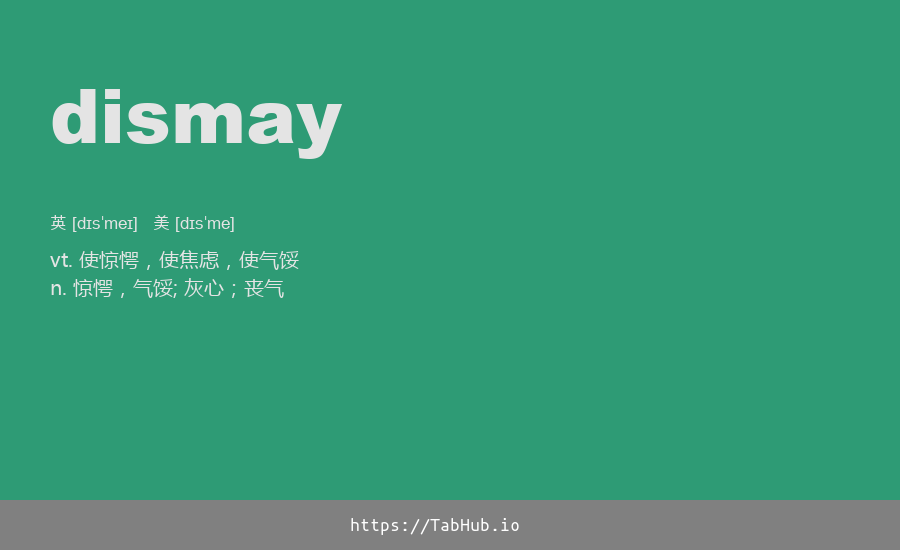 dismay
英 [dɪsˈmeɪ] 美 [dɪsˈme]
vt. 使惊愕，使焦虑，使气馁
n. 惊愕，气馁; 灰心；丧气
https://TabHub.io